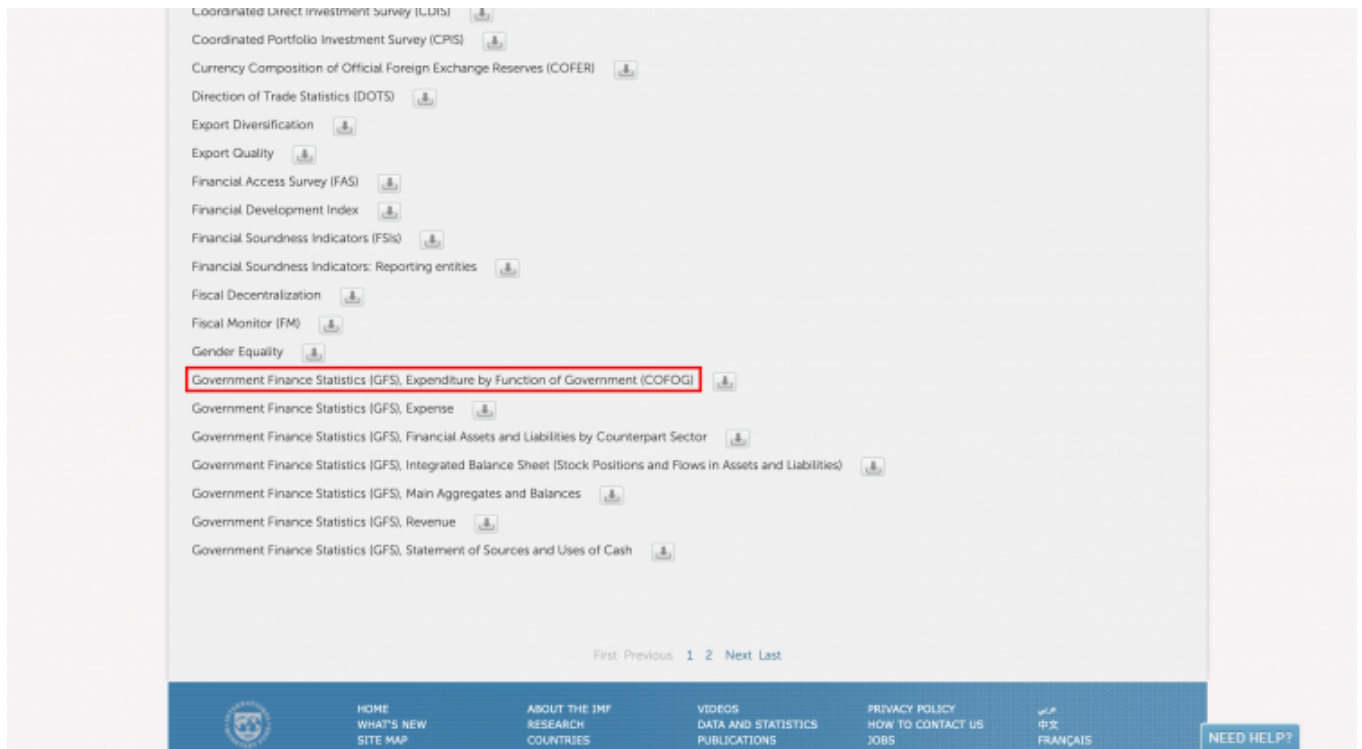 Coordinated Direct Investment Survey (CDIS)
Coordinated Portfolio Investment Survey (CPIS)
Currency Composition of Official Foreign Exchange Reserves (COFER)
Direction of Trade Statistics (DOTS)
Export Diversification
Export Quality
Financial Access Survey (FAS)
Financial Development Index
Financial Soundness Indicators (FSIs)
Financial Soundness Indicators: Reporting entities
Fiscal Decentralization
Fiscal Monitor (FM)
Gender Equality
Government Finance Statistics (GFS), Expenditure by Function of Government (COFOG)
Government Finance Statistics (GFS), Expense
Government Finance Statistics (GFS), Financial Assets and Liabilities by Counterpart Sector
Government Finance Statistics (GFS), Integrated Balance Sheet (Stock Positions and Flows in Assets and Liabilities)
Government Finance Statistics (GFS), Main Aggregates and Balances
Government Finance Statistics (GFS), Revenue
Government Finance Statistics (GFS), Statement of Sources and Uses of Cash
First Previous 1 2 Next Last
HOME ABOUT THE IMF VIDEOS PRIVACY POLICY عربي
WHAT'S NEW RESEARCH DATA AND STATISTICS HOW TO CONTACT US 中文
SITE MAP COUNTRIES PUBLICATIONS JOBS FRANÇAIS
NEED HELP?